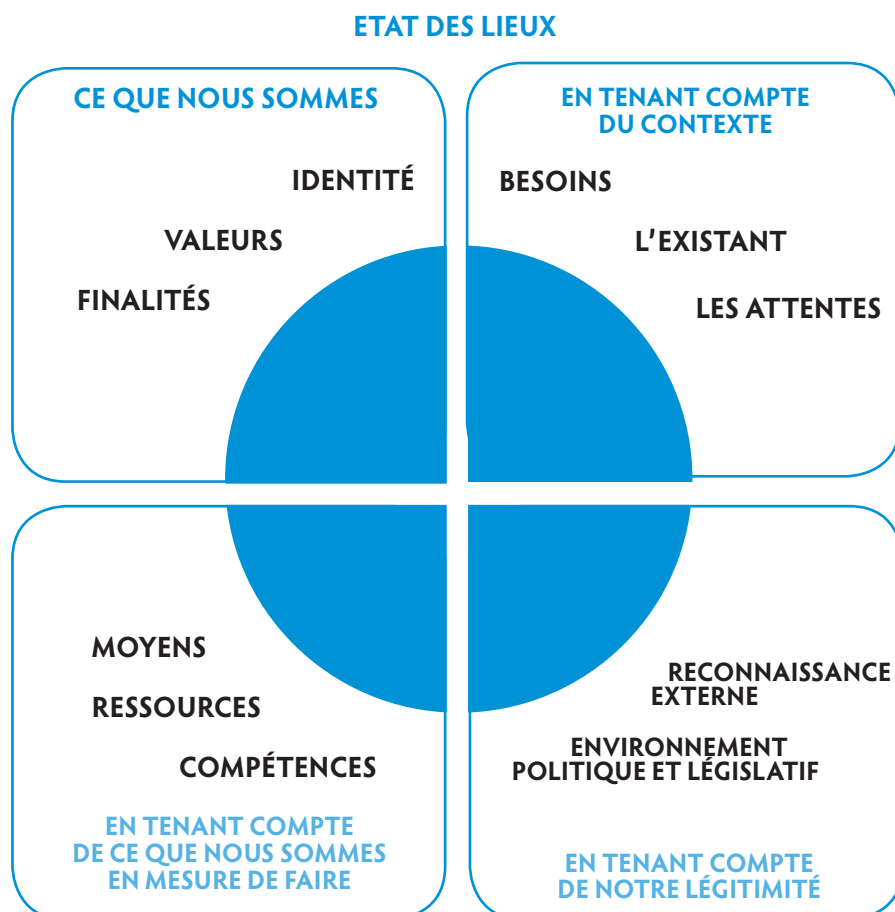 ETAT DES LIEUX
CE QUE NOUS SOMMES
IDENTITÉ
VALEURS
FINALITÉS
EN TENANT COMPTE
DU CONTEXTE
BESOINS
L'EXISTANT
LES ATTENTES
MOYENS
RESSOURCES
COMPÉTENCES
EN TENANT COMPTE
DE CE QUE NOUS SOMMES
EN MESURE DE FAIRE
RECONNAISSANCE
EXTERNE
ENVIRONNEMENT
POLITIQUE ET LÉGISLATIF
EN TENANT COMPTE
DE NOTRE LÉGITIMITÉ